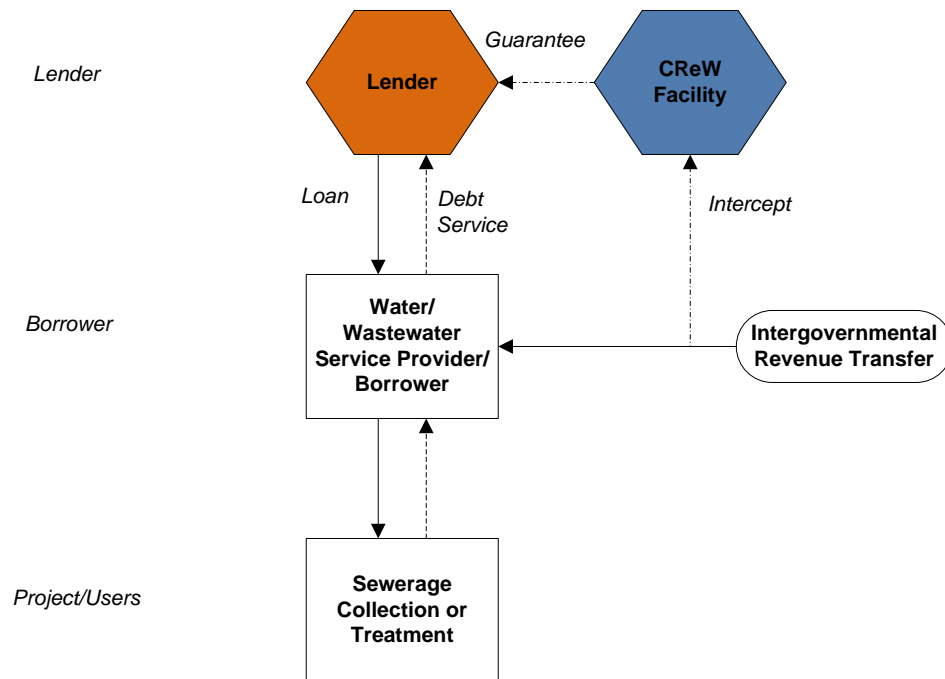 Guarantee
Lender
Lender
CReW
Facility
Loan
Debt
Service
Intercept
Borrower
Water/
Wastewater
Service Provider/
Borrower
Intergovernmental
Revenue Transfer
Project/Users
Sewerage
Collection or
Treatment